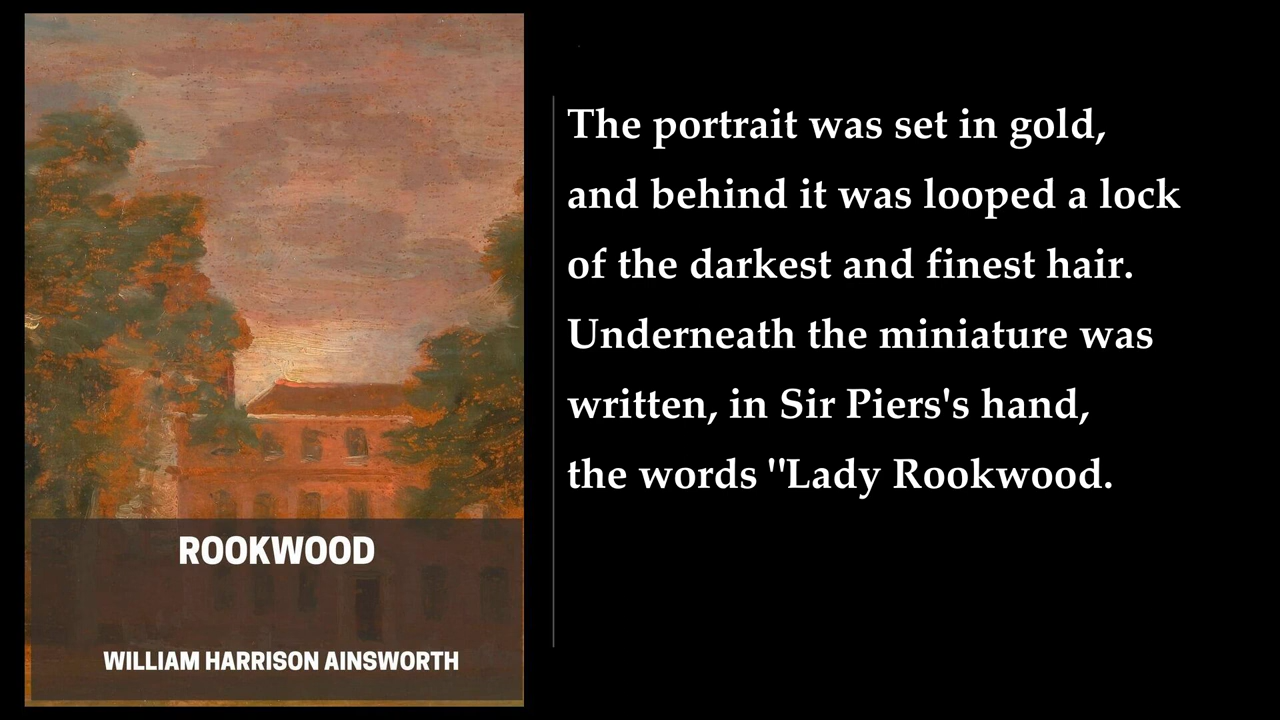 ROOKWOOD
WILLIAM HARRISON AINSWORTH
The portrait was set in gold,
and behind it was looped a lock
of the darkest and finest hair.
Underneath the miniature was
written, in Sir Piers's hand,
the words "Lady Rookwood.